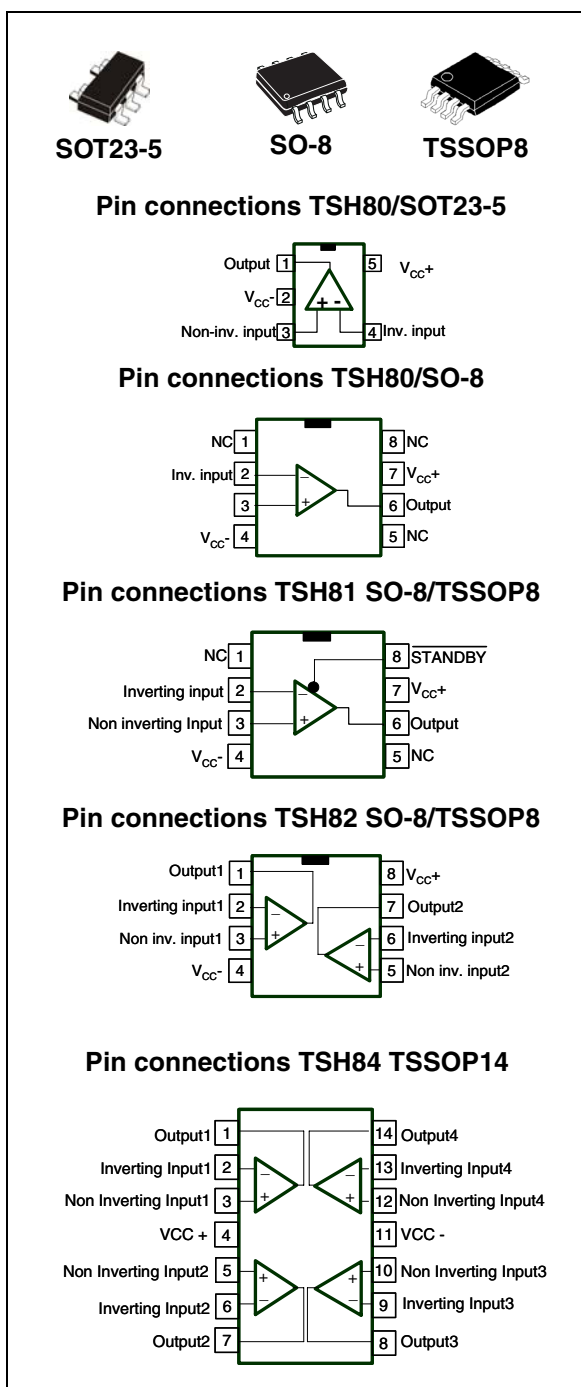 SOT23-5 SO-8 TSSOP8
Pin connections TSH80/SOT23-5
Output 1 5 VCC+
VCC- 2
+ -
Non-inv. input 3 4 Inv. input
Pin connections TSH80/SO-8
NC 1 8 NC
Inv. input 2 _ 7 VCC+
3 + 6 Output
VCC- 4 5 NC
Pin connections TSH81 SO-8/TSSOP8
NC 1 8 STANDBY
Inverting input 2 _ 7 VCC+
Non inverting Input 3 + 6 Output
VCC- 4 5 NC
Pin connections TSH82 SO-8/TSSOP8
Output1 1 8 VCC+
Inverting input1 2 _ 7 Output2
Non inv. input1 3 + _ 6 Inverting input2
VCC- 4 + 5 Non inv. input2
Pin connections TSH84 TSSOP14
Output1 1 14 Output4
Inverting Input1 2 _ _ 13 Inverting Input4
Non Inverting Input1 3 + + 12 Non Inverting Input4
VCC + 4 11 VCC -
Non Inverting Input2 5 + + 10 Non Inverting Input3
Inverting Input2 6 _ _ 9 Inverting Input3
Output2 7 8 Output3